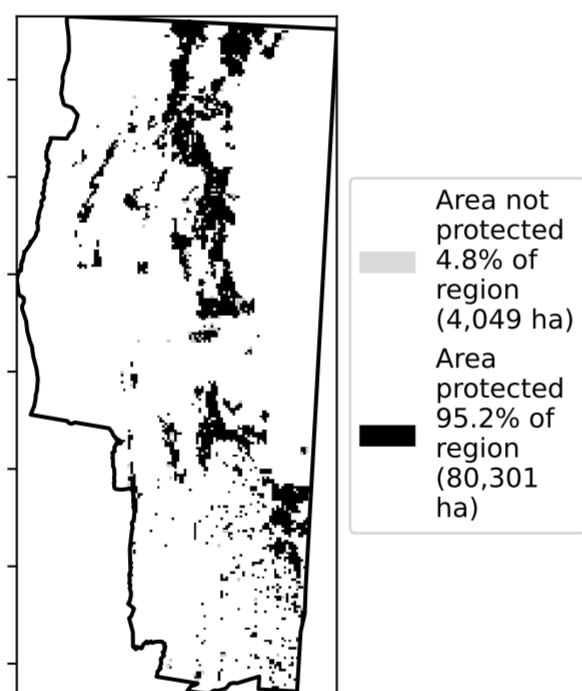 Area not
protected
4.8% of
region
(4,049 ha)
Area
protected
95.2% of
region
(80,301
ha)